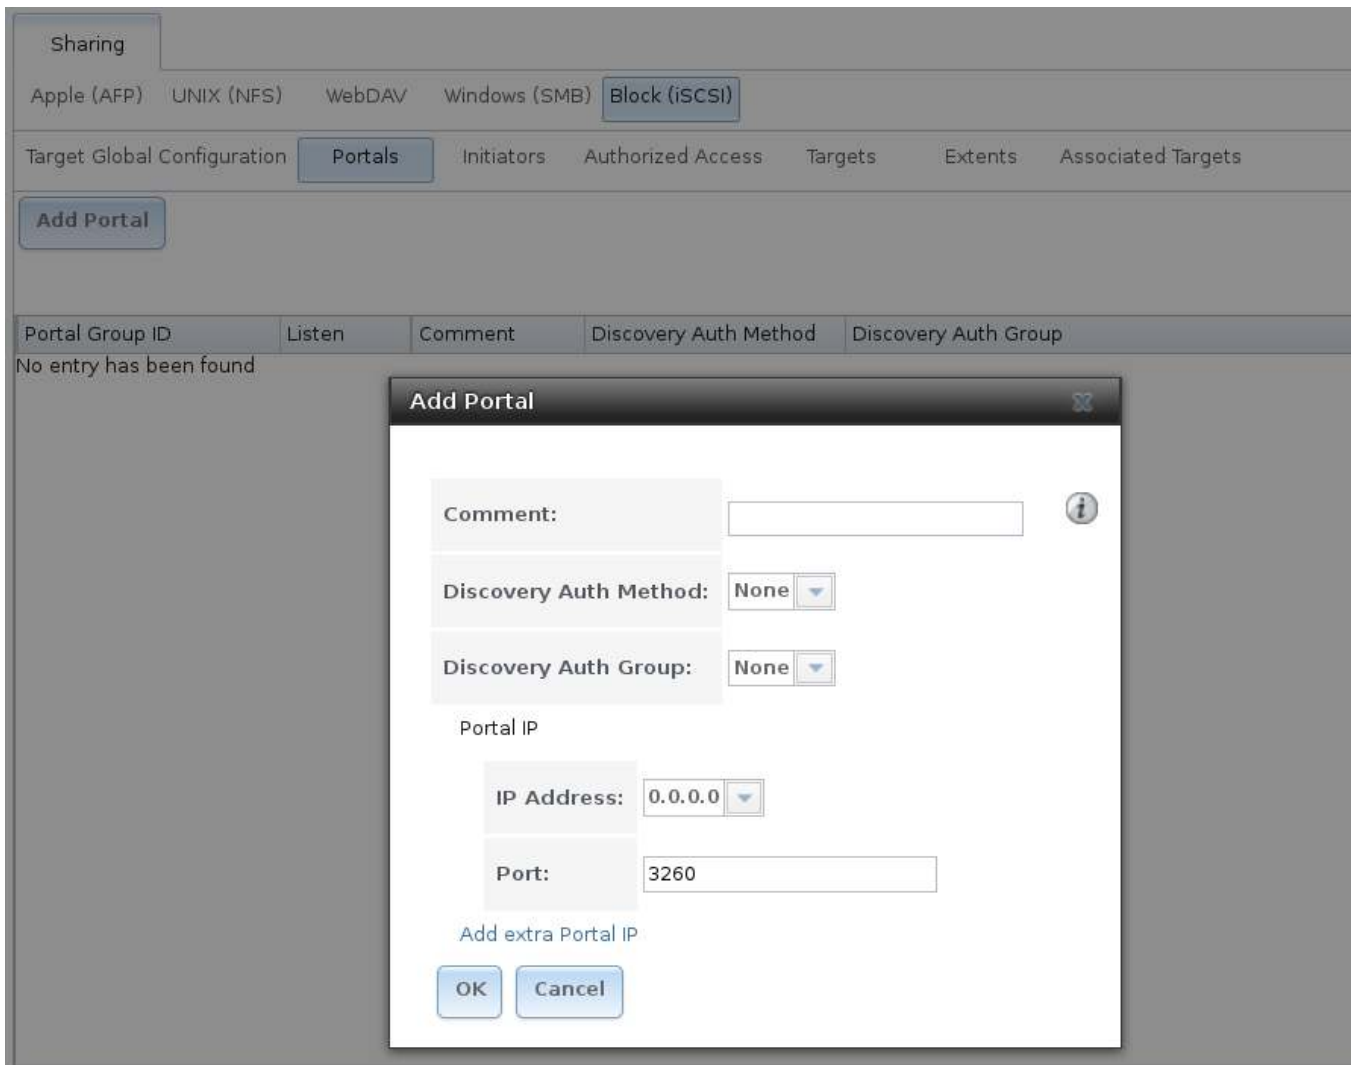 Sharing
Apple (AFP) UNIX (NFS) WebDAV Windows (SMB) Block (iSCSI)
Target Global Configuration Portals Initiators Authorized Access Targets Extents Associated Targets
Add Portal
Portal Group ID Listen Comment Discovery Auth Method Discovery Auth Group
No entry has been found
Add Portal
Comment:
Discovery Auth Method: None
Discovery Auth Group: None
Portal IP
IP Address: 0.0.0.0
Port: 3260
Add extra Portal IP
OK Cancel